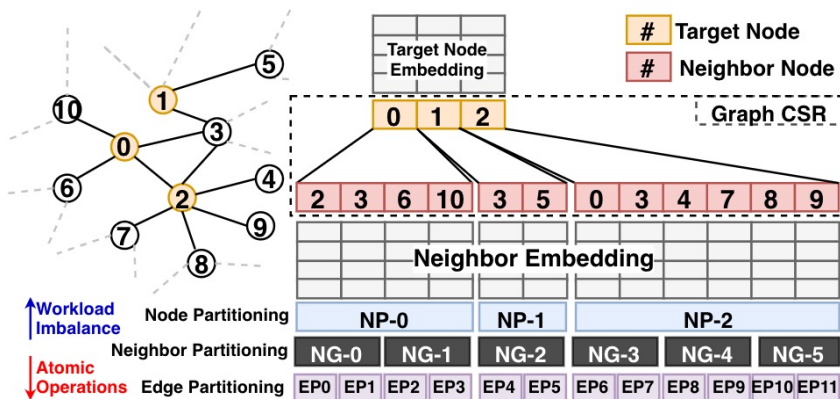 5
1
10
3
0
6
2
4
7
9
8
Target Node
Embedding
# Target Node
# Neighbor Node
Graph CSR
0 1 2
2 3 6 10 3 5 0 3 4 7 8 9
Neighbor Embedding
Workload
Imbalance
Node Partitioning NP-0 NP-1 NP-2
Neighbor Partitioning NG-0 NG-1 NG-2 NG-3 NG-4 NG-5
Atomic
Operations
Edge Partitioning EP0 EP1 EP2 EP3 EP4 EP5 EP6 EP7 EP8 EP9 EP10 EP11